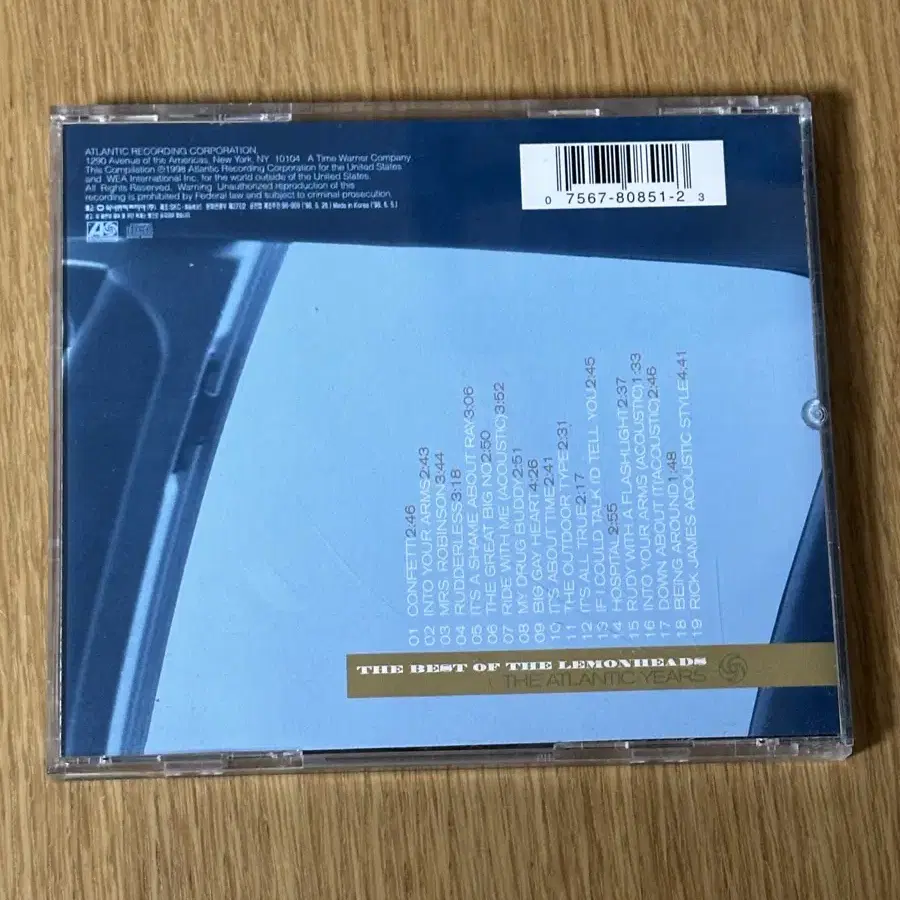 ATLANTIC RECORDING CORPORATION,
1290 Avenue of the Americas, New York, NY 10104 A Time Warner Company
This Compilation ℗1998 Atlantic Recording Corporation for the United States
and WEA International Inc. for the world outside of the United States.
All Rights Reserved. Warning: Unauthorized reproduction of this
recording is prohibited by Federal law and subject to criminal prosecution.
Made in Korea
0 7567-80851-2 3
01 CONFETTI 2:46
02 INTO YOUR ARMS 2:43
03 MRS. ROBINSON 3:44
04 RUDDERLESS 3:18
05 IT'S A SHAME ABOUT RAY 3:06
06 THE GREAT BIG NO 2:50
07 RIDE WITH ME (ACOUSTIC) 3:52
08 MY DRUG BUDDY 2:51
09 BIG GAY HEART 4:26
10 IT'S ABOUT TIME 2:41
11 THE OUTDOOR TYPE 2:31
12 IT'S ALL TRUE 2:17
13 IF I COULD TALK I'D TELL YOU 2:45
14 HOSPITAL 2:55
15 RUDY WITH A FLASHLIGHT 2:37
16 INTO YOUR ARMS (ACOUSTIC) 1:33
17 DOWN ABOUT IT (ACOUSTIC) 2:46
18 BEING AROUND 1:48
19 RICK JAMES ACOUSTIC STYLE 4:41
THE BEST OF THE LEMONHEADS
THE ATLANTIC YEARS